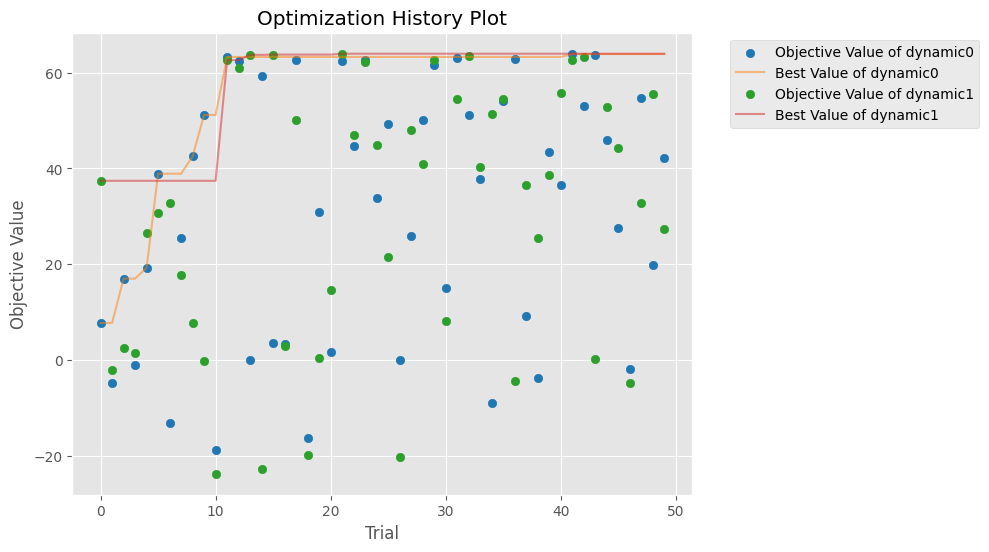 Optimization History Plot
Objective Value
60
40
20
0
−20
0
10
20
30
40
50
Trial
Objective Value of dynamic0
Best Value of dynamic0
Objective Value of dynamic1
Best Value of dynamic1